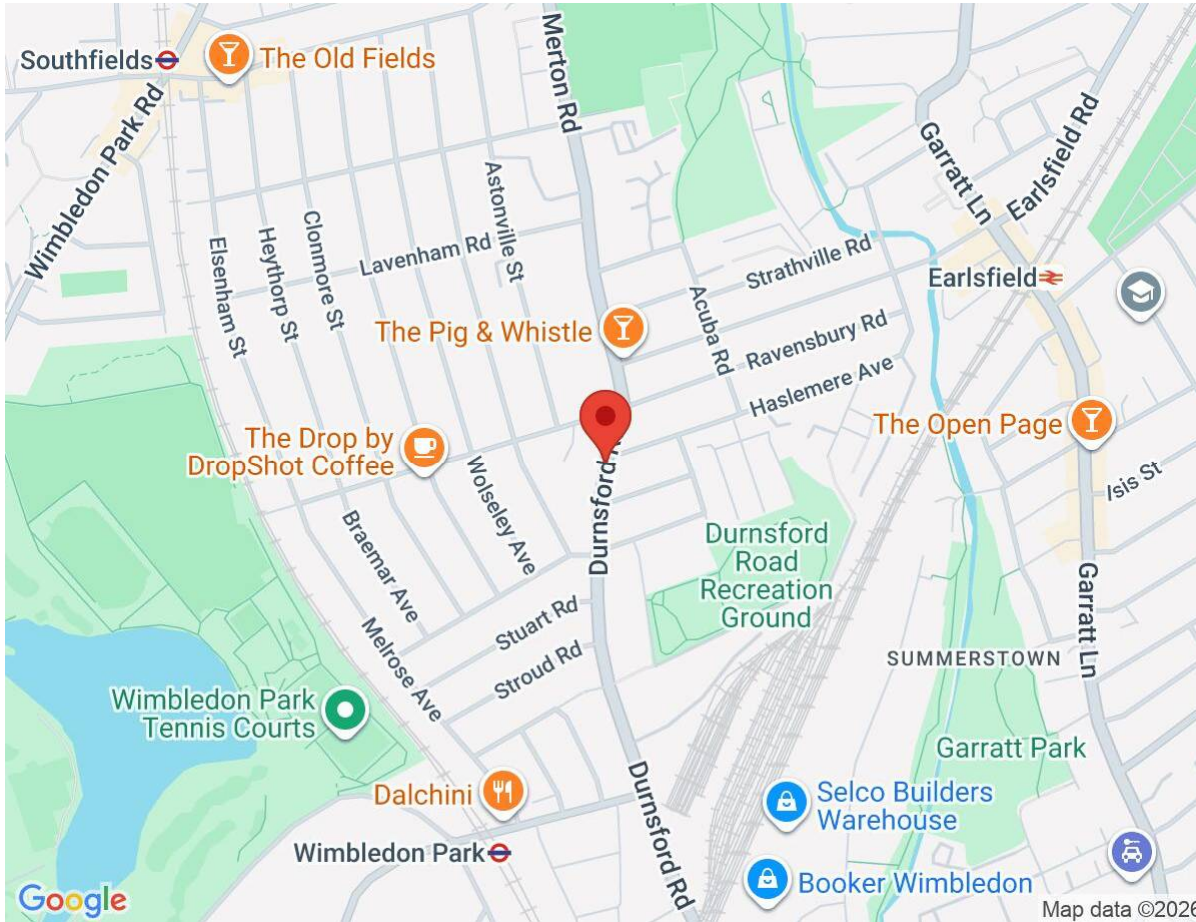 Southfields
The Old Fields
Merton Rd
Wimbledon Park Rd
Garratt Ln
Earlsfield Rd
Astonville St
Lavenham Rd
Clonmore St
Heythorp St
Elsenham St
Strathville Rd
Earlsfield
Acuba Rd
The Pig & Whistle
Ravensbury Rd
Haslemere Ave
The Open Page
The Drop by
DropShot Coffee
Isis St
Wolseley Ave
Durnsford
Braemar Ave
Durnsford
Road
Recreation
Ground
Stuart Rd
Melrose Ave
Stroud Rd
Garratt Ln
SUMMERSTOWN
Wimbledon Park
Tennis Courts
Garratt Park
Dalchini
Durnsford Rd
Selco Builders
Warehouse
Wimbledon Park
Booker Wimbledon
Google
Map data ©2026